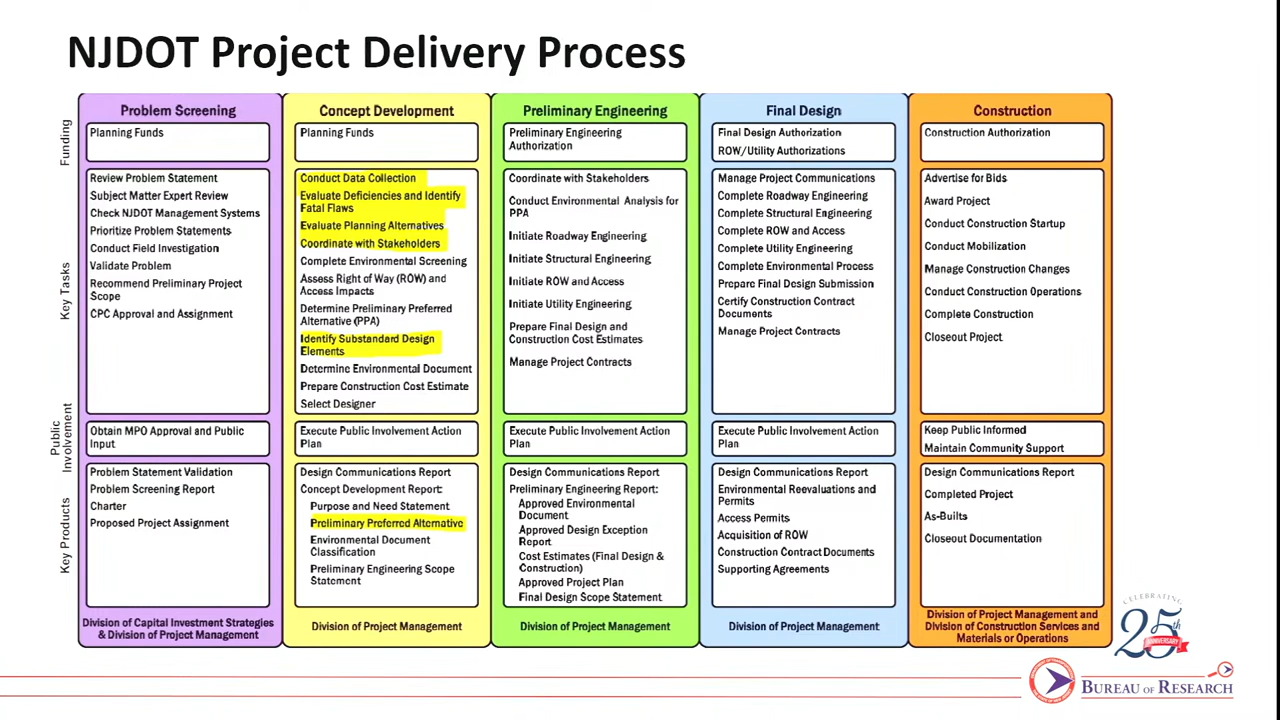 NJDOT Project Delivery Process
Funding
Key Tasks
Public
Involvement
Key Products
Problem Screening
Planning Funds
Review Problem Statement
Subject Matter Expert Review
Check NJDOT Management Systems
Prioritize Problem Statements
Conduct Field Investigation
Validate Problem
Recommend Preliminary Project
Scope
CPC Approval and Assignment
Obtain MPO Approval and Public
Input
Problem Statement Validation
Problem Screening Report
Charter
Proposed Project Assignment
Division of Capital Investment Strategies
& Division of Project Management
Concept Development
Planning Funds
Conduct Data Collection
Evaluate Deficiencies and Identify
Fatal Flaws
Evaluate Planning Alternatives
Coordinate with Stakeholders
Complete Environmental Screening
Assess Right of Way (ROW) and
Access Impacts
Determine Preliminary Preferred
Alternative (PPA)
Identify Substandard Design
Elements
Determine Environmental Document
Prepare Construction Cost Estimate
Select Designer
Execute Public Involvement Action
Plan
Design Communications Report
Concept Development Report:
Purpose and Need Statement
Preliminary Preferred Alternative
Environmental Document
Classification
Preliminary Engineering Scope
Statement
Division of Project Management
Preliminary Engineering
Preliminary Engineering
Authorization
Coordinate with Stakeholders
Conduct Environmental Analysis for
PPA
Initiate Roadway Engineering
Initiate Structural Engineering
Initiate ROW and Access
Initiate Utility Engineering
Prepare Final Design and
Construction Cost Estimates
Manage Project Contracts
Execute Public Involvement Action
Plan
Design Communications Report
Preliminary Engineering Report:
Approved Environmental
Document
Approved Design Exception
Report
Cost Estimates (Final Design &
Construction)
Approved Project Plan
Final Design Scope Statement
Division of Project Management
Final Design
Final Design Authorization
ROW/Utility Authorizations
Manage Project Communications
Complete Roadway Engineering
Complete Structural Engineering
Complete ROW and Access
Complete Utility Engineering
Complete Environmental Process
Prepare Final Design Submission
Certify Construction Contract
Documents
Manage Project Contracts
Execute Public Involvement Action
Plan
Design Communications Report
Environmental Reevaluations and
Permits
Access Permits
Acquisition of ROW
Construction Contract Documents
Supporting Agreements
Division of Project Management
Construction
Construction Authorization
Advertise for Bids
Award Project
Conduct Construction Startup
Conduct Mobilization
Manage Construction Changes
Conduct Construction Operations
Complete Construction
Closeout Project
Keep Public Informed
Maintain Community Support
Design Communications Report
Completed Project
As-Builts
Closeout Documentation
Division of Project Management and
Division of Construction Services and
Materials or Operations
CELEBRATING
25th
ANNIVERSARY
BUREAU OF RESEARCH